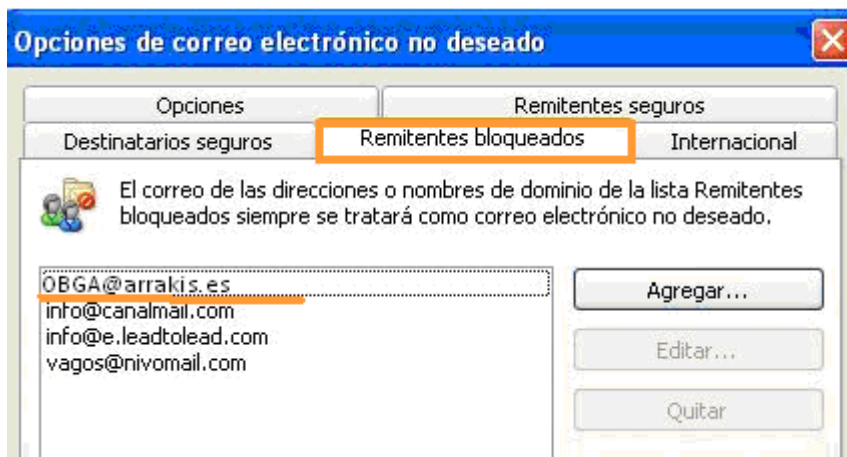 Opciones de correo electrónico no deseado
Opciones
Remitentes seguros
Destinatarios seguros
Remitentes bloqueados
Internacional
El correo de las direcciones o nombres de dominio de la lista Remitentes
bloqueados siempre se tratará como correo electrónico no deseado.
OBGA@arrakis.es
info@canalmail.com
info@e.leadtolead.com
vagos@nivomail.com
Agregar...
Editar...
Quitar